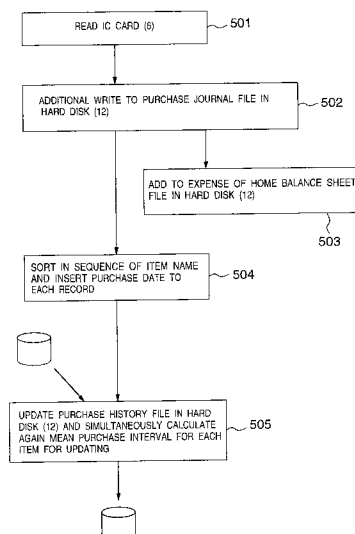 READ IC CARD (6)
501
ADDITIONAL WRITE TO PURCHASE JOURNAL FILE IN
HARD DISK (12)
502
ADD TO EXPENSE OF HOME BALANCE SHEET
FILE IN HARD DISK (12)
503
SORT IN SEQUENCE OF ITEM NAME
AND INSERT PURCHASE DATE TO
EACH RECORD
504
UPDATE PURCHASE HISTORY FILE IN HARD
DISK (12) AND SIMULTANEOUSLY CALCULATE
AGAIN MEAN PURCHASE INTERVAL FOR EACH
ITEM FOR UPDATING
505